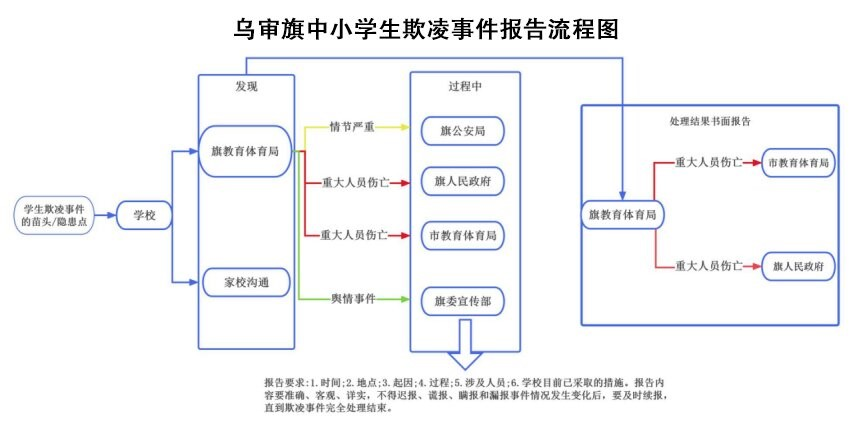 乌审旗中小学生欺凌事件报告流程图
发现
过程中
处理结果书面报告
旗教育体育局
情节严重
旗公安局
重大人员伤亡
市教育体育局
重大人员伤亡
旗人民政府
学生欺凌事件
的苗头/隐患点
学校
旗教育体育局
重大人员伤亡
市教育体育局
重大人员伤亡
旗人民政府
家校沟通
舆情事件
旗委宣传部
报告要求:1.时间;2.地点;3.起因;4.过程;5.涉及人员;6.学校目前已采取的措施。报告内
容要准确、客观、详实，不得迟报、谎报、瞒报和漏报事件情况发生变化后，要及时续报，
直到欺凌事件完全处理结束。